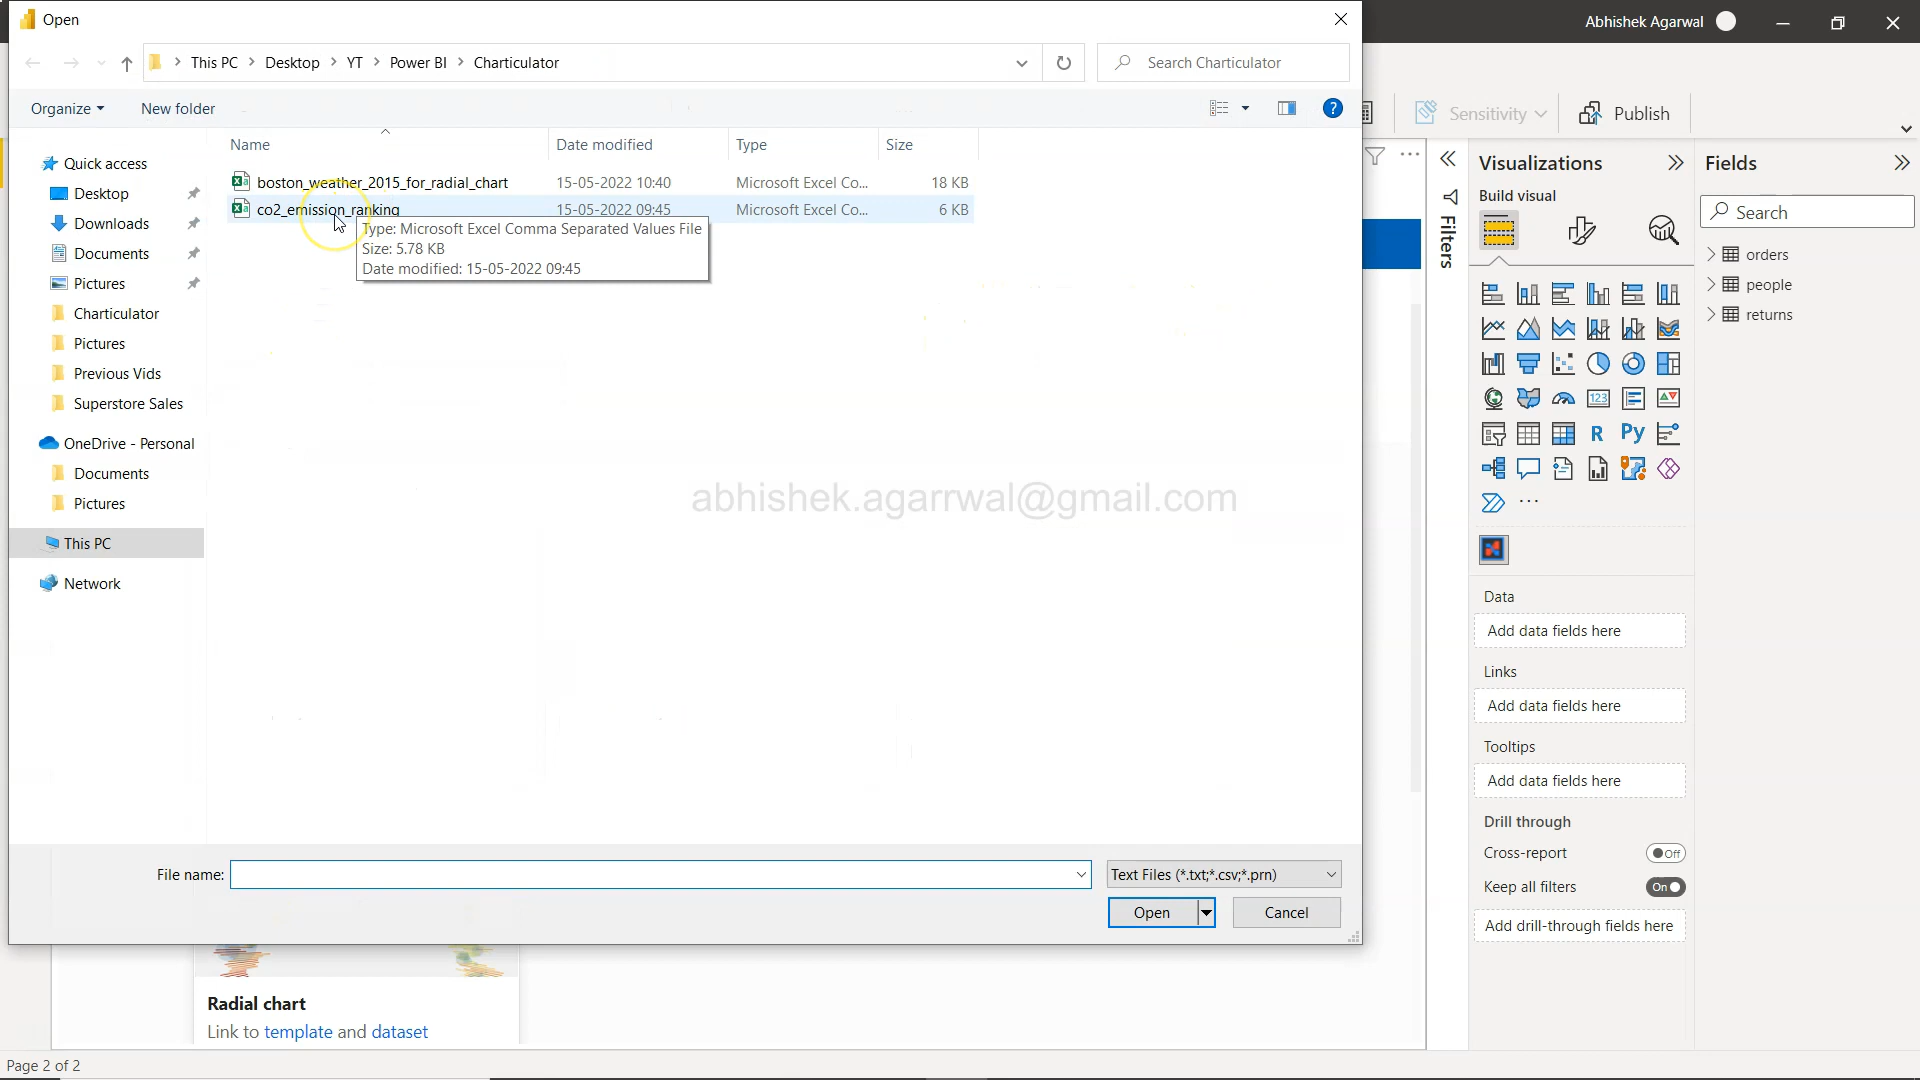 Open
Abhishek Agarwal
This PC
Desktop
YT
Power BI
Charticulator
Search Charticulator
Organize
New folder
Sensitivity
Publish
Name
Date modified
Type
Size
Quick access
Desktop
Downloads
Documents
Pictures
Charticulator
Pictures
Previous Vids
Superstore Sales
OneDrive - Personal
Documents
Pictures
This PC
Network
boston_weather_2015_for_radial_chart 15-05-2022 10:40 Microsoft Excel Co... 18 KB
co2_emission_ranking 15-05-2022 09:45 Microsoft Excel Co... 6 KB
Type: Microsoft Excel Comma Separated Values File
Size: 5.78 KB
Date modified: 15-05-2022 09:45
abhishek.agarrwal@gmail.com
File name:
Text Files (*.txt;*.csv;*.prn)
Open
Cancel
Radial chart
Link to template and dataset
Page 2 of 2
Filters
Visualizations
Build visual
123
R
Py
Data
Add data fields here
Links
Add data fields here
Tooltips
Add data fields here
Drill through
Cross-report
Off
Keep all filters
On
Add drill-through fields here
Fields
Search
orders
people
returns